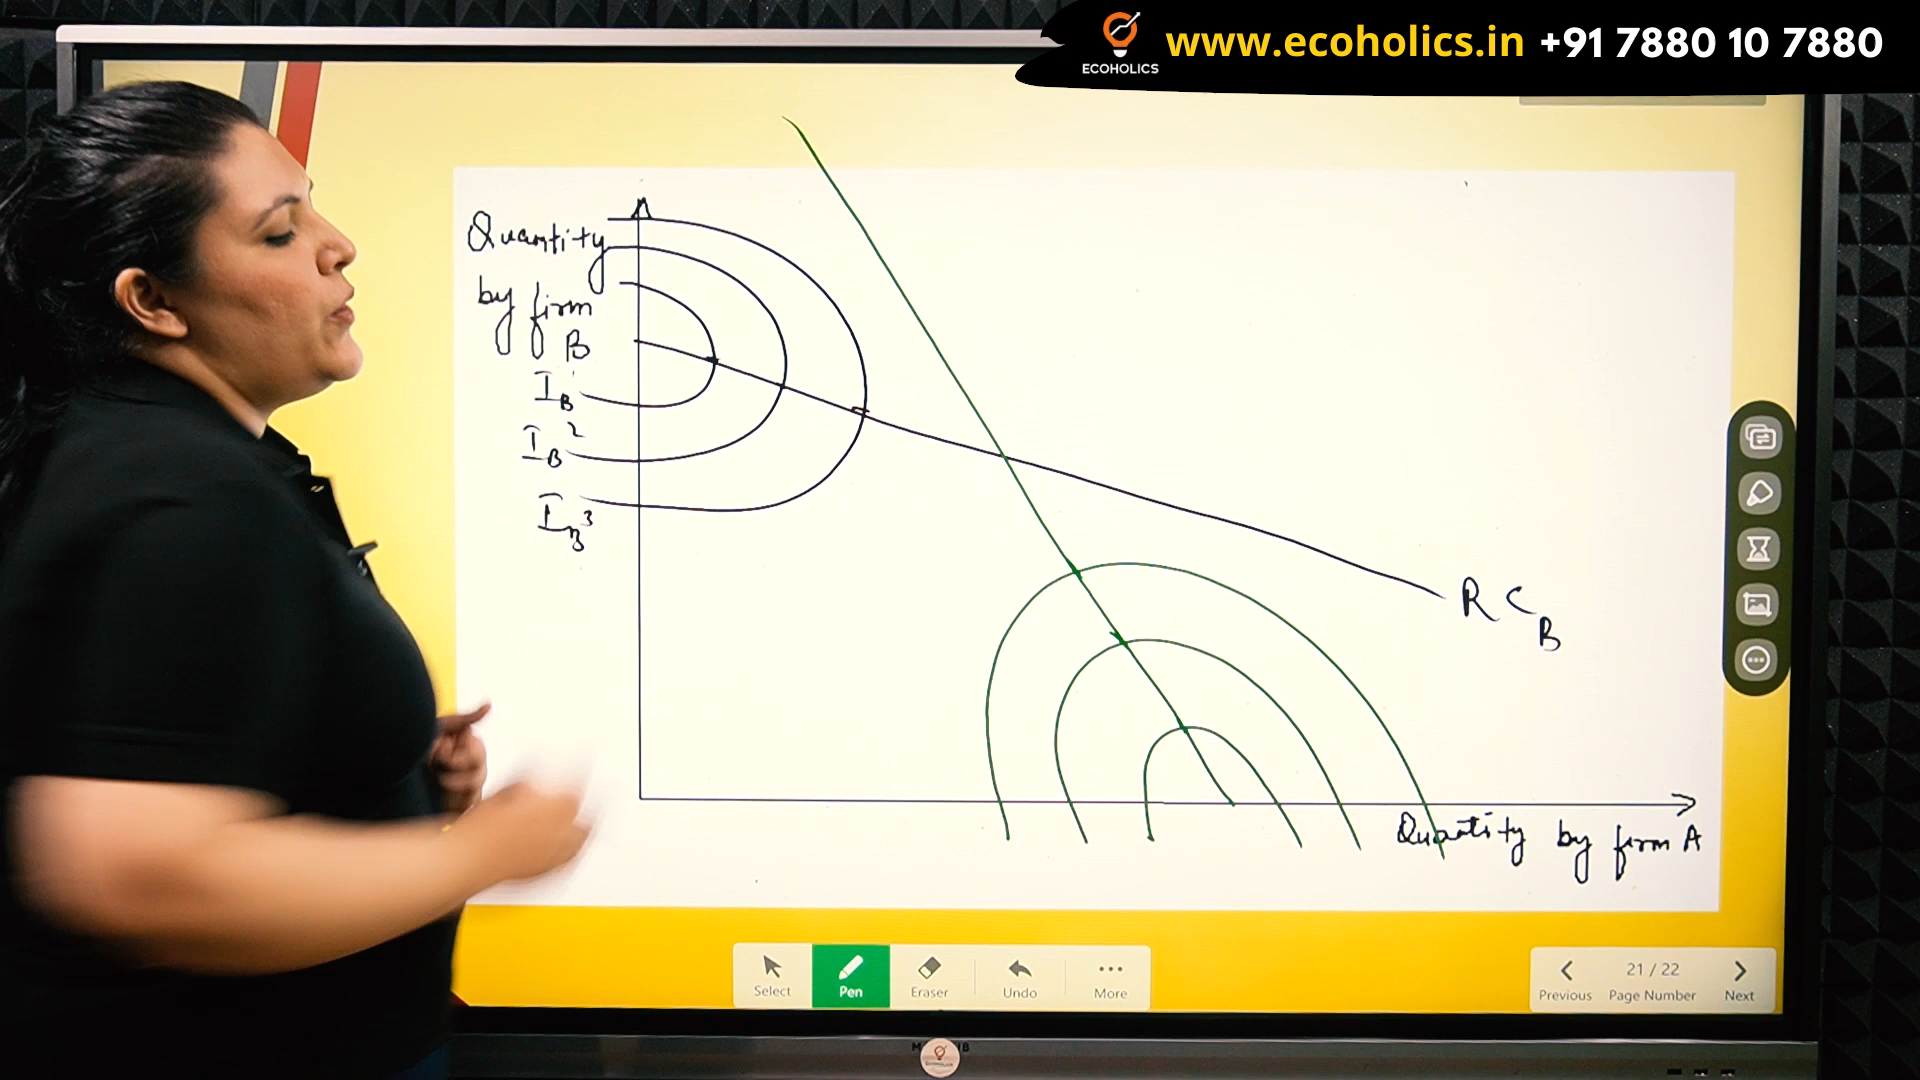 www.ecoholics.in +91 7880 10 7880
ECOHOLICS
Quantity
by firm
B
I_B
I_B^2
I_B^3
RC_B
Quantity by firm A
Select
Pen
Eraser
Undo
More
21 / 22
Previous
Page Number
Next